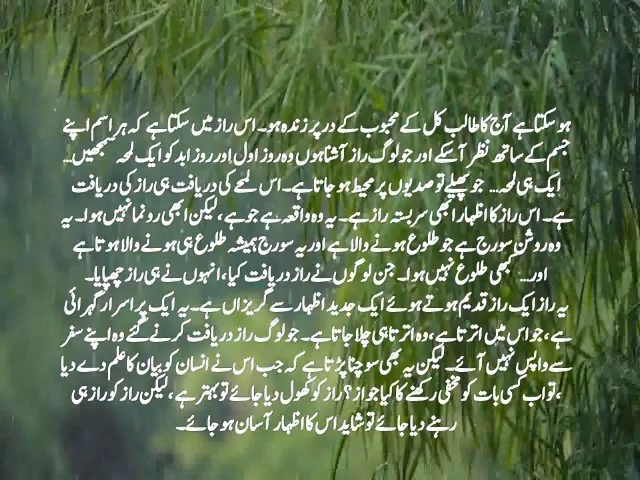 ہو سکتا ہے آج کا طالب کل کے محبوب کے در پر زندہ ہو۔ اس راز میں سکتا ہے کہ ہر اسم اپنے
جسم کے ساتھ نظر آ سکے اور جو لوگ راز آشنا ہوں وہ روز اول اور روز ابد کو ایک لمحہ سمجھیں...
ایک ہی لمحہ... جو پھیلے تو صدیوں پر محیط ہو جاتا ہے۔ اس لمحے کی دریافت ہی راز کی دریافت
ہے۔ اس راز کا اظہار ابھی سربستہ راز ہے۔ یہ وہ واقعہ ہے جو ہے، لیکن ابھی رونما نہیں ہوا۔ یہ
وہ روشن سورج ہے جو طلوع ہونے والا ہے اور یہ سورج ہمیشہ طلوع ہی ہونے والا ہوتا ہے
اور... کبھی طلوع نہیں ہوا۔ جن لوگوں نے راز دریافت کیا، انہوں نے ہی راز چھپایا۔
یہ راز ایک راز قدیم ہوتے ہوئے ایک جدید اظہار سے گریزاں ہے۔ یہ ایک پر اسرار گہرائی
ہے، جو اس میں اترتا ہے، وہ اترتا ہی چلا جاتا ہے۔ جو لوگ راز دریافت کرنے گئے وہ اپنے سفر
سے واپس نہیں آئے۔ لیکن یہ بھی سوچنا پڑتا ہے کہ جب اس نے انسان کو بیان کا علم دے دیا
،تو اب کسی بات کو مخفی رکھنے کا کیا جواز؟ راز کو کھول دیا جائے تو بہتر ہے، لیکن راز کو راز ہی
رہنے دیا جائے تو شاید اس کا اظہار آسان ہو جائے۔